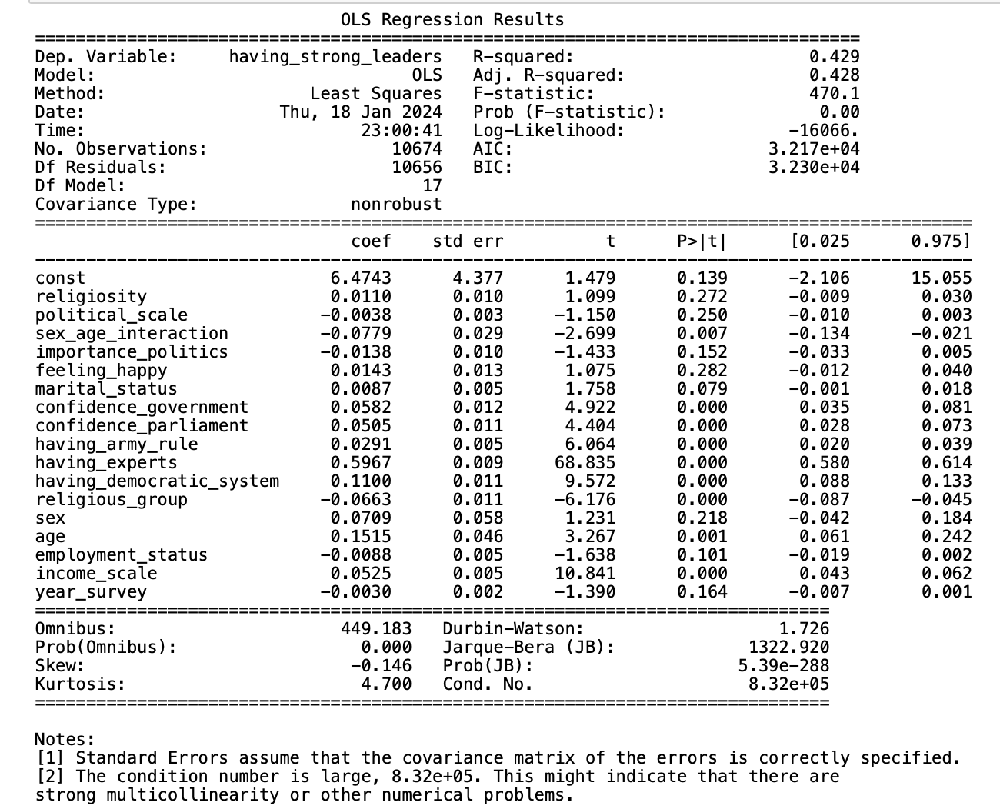 OLS Regression Results
==============================================================================
Dep. Variable:     having_strong_leaders   R-squared:                       0.429
Model:                            OLS   Adj. R-squared:                  0.428
Method:                 Least Squares   F-statistic:                     470.1
Date:                Thu, 18 Jan 2024   Prob (F-statistic):               0.00
Time:                        23:00:41   Log-Likelihood:                -16066.
No. Observations:               10674   AIC:                         3.217e+04
Df Residuals:                   10656   BIC:                         3.230e+04
Df Model:                          17
Covariance Type:            nonrobust
==============================================================================
coef    std err          t      P>|t|      [0.025      0.975]
------------------------------------------------------------------------------
const                          6.4743      4.377      1.479      0.139      -2.106      15.055
religiosity                    0.0110      0.010      1.099      0.272      -0.009       0.030
political_scale               -0.0038      0.003     -1.150      0.250      -0.010       0.003
sex_age_interaction           -0.0779      0.029     -2.699      0.007      -0.134      -0.021
importance_politics           -0.0138      0.010     -1.433      0.152      -0.033       0.005
feeling_happy                  0.0143      0.013      1.075      0.282      -0.012       0.040
marital_status                 0.0087      0.005      1.758      0.079      -0.001       0.018
confidence_government          0.0582      0.012      4.922      0.000       0.035       0.081
confidence_parliament          0.0505      0.011      4.404      0.000       0.028       0.073
having_army_rule               0.0291      0.005      6.064      0.000       0.020       0.039
having_experts                 0.5967      0.009     68.835      0.000       0.580       0.614
having_democratic_system       0.1100      0.011      9.572      0.000       0.088       0.133
religious_group               -0.0663      0.011     -6.176      0.000      -0.087      -0.045
sex                            0.0709      0.058      1.231      0.218      -0.042       0.184
age                            0.1515      0.046      3.267      0.001       0.061       0.242
employment_status             -0.0088      0.005     -1.638      0.101      -0.019       0.002
income_scale                   0.0525      0.005     10.841      0.000       0.043       0.062
year_survey                   -0.0030      0.002     -1.390      0.164      -0.007       0.001
==============================================================================
Omnibus:                      449.183   Durbin-Watson:                   1.726
Prob(Omnibus):                  0.000   Jarque-Bera (JB):             1322.920
Skew:                          -0.146   Prob(JB):                    5.39e-288
Kurtosis:                       4.700   Cond. No.                     8.32e+05
==============================================================================
Notes:
[1] Standard Errors assume that the covariance matrix of the errors is correctly specified.
[2] The condition number is large, 8.32e+05. This might indicate that there are
strong multicollinearity or other numerical problems.